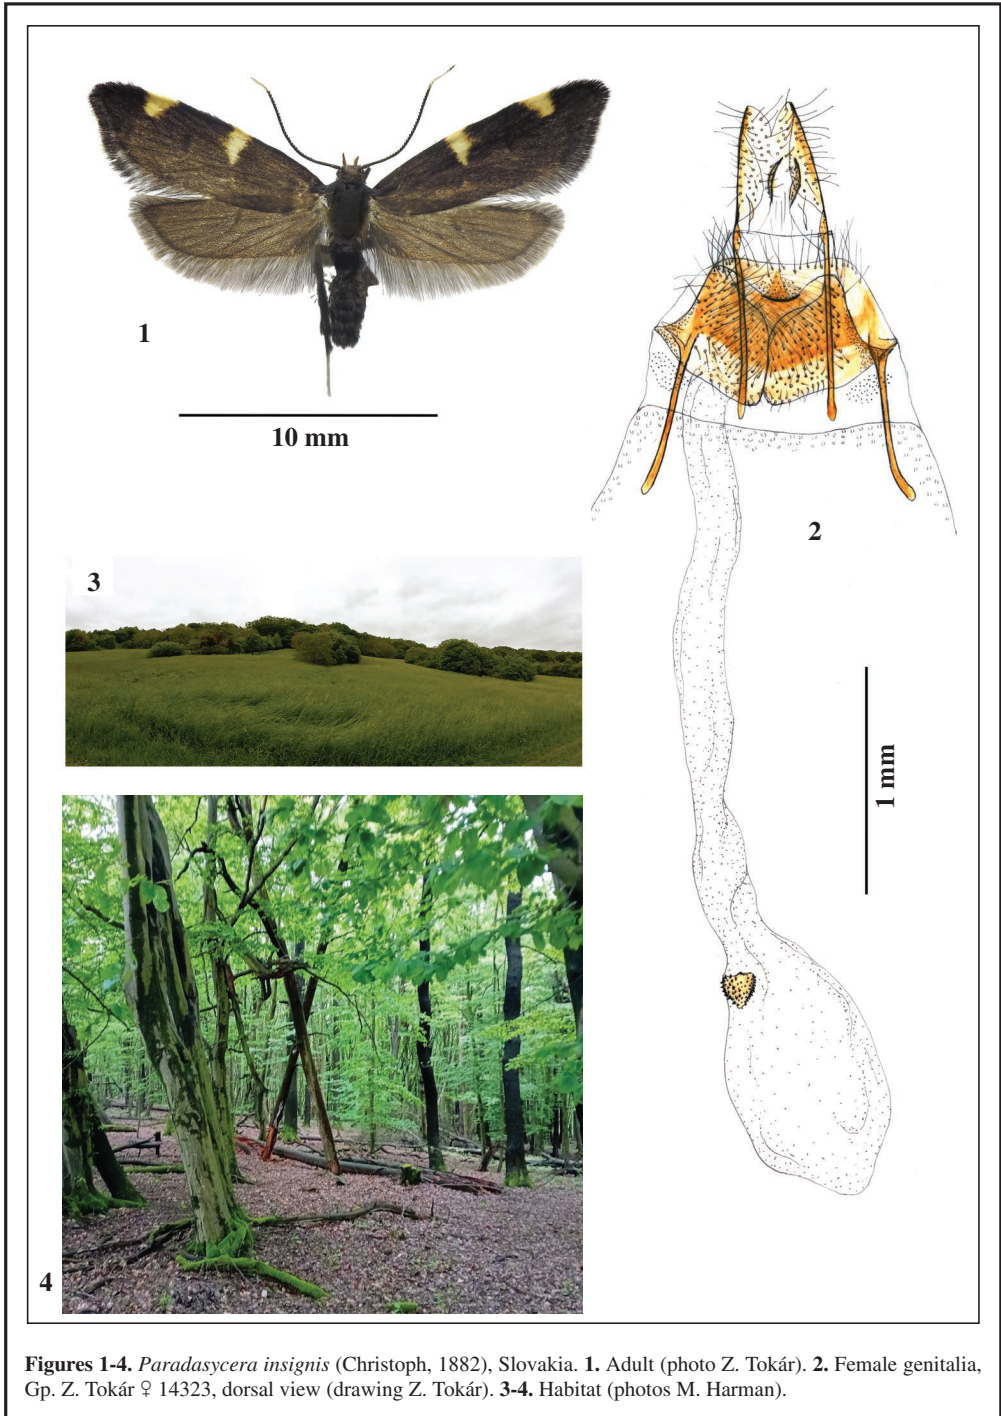 1
10 mm
2
3
1 mm
4
Figures 1-4. Paradasycera insignis (Christoph, 1882), Slovakia. 1. Adult (photo Z. Tokár). 2. Female genitalia,
Gp. Z. Tokár ♀ 14323, dorsal view (drawing Z. Tokár). 3-4. Habitat (photos M. Harman).